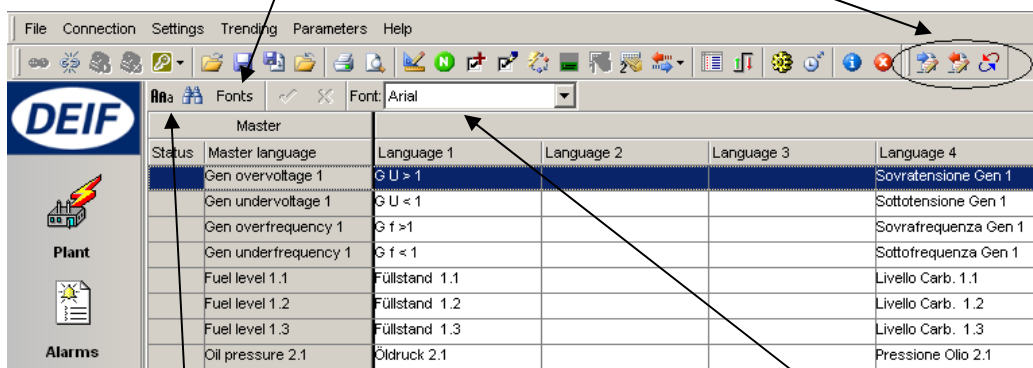 File Connection Settings Trending Parameters Help
DEIF
AAa Fonts Font: Arial
Master
Status Master language Language 1 Language 2 Language 3 Language 4
Gen overvoltage 1 G U > 1 Sovratensione Gen 1
Gen undervoltage 1 G U < 1 Sottotensione Gen 1
Gen overfrequency 1 G f >1 Sovrafrequenza Gen 1
Plant
Gen underfrequency 1 G f < 1 Sottofrequenza Gen 1
Fuel level 1.1 Füllstand 1.1 Livello Carb. 1.1
Fuel level 1.2 Füllstand 1.2 Livello Carb. 1.2
Fuel level 1.3 Füllstand 1.3 Livello Carb. 1.3
Alarms
Oil pressure 2.1 Öldruck 2.1 Pressione Olio 2.1